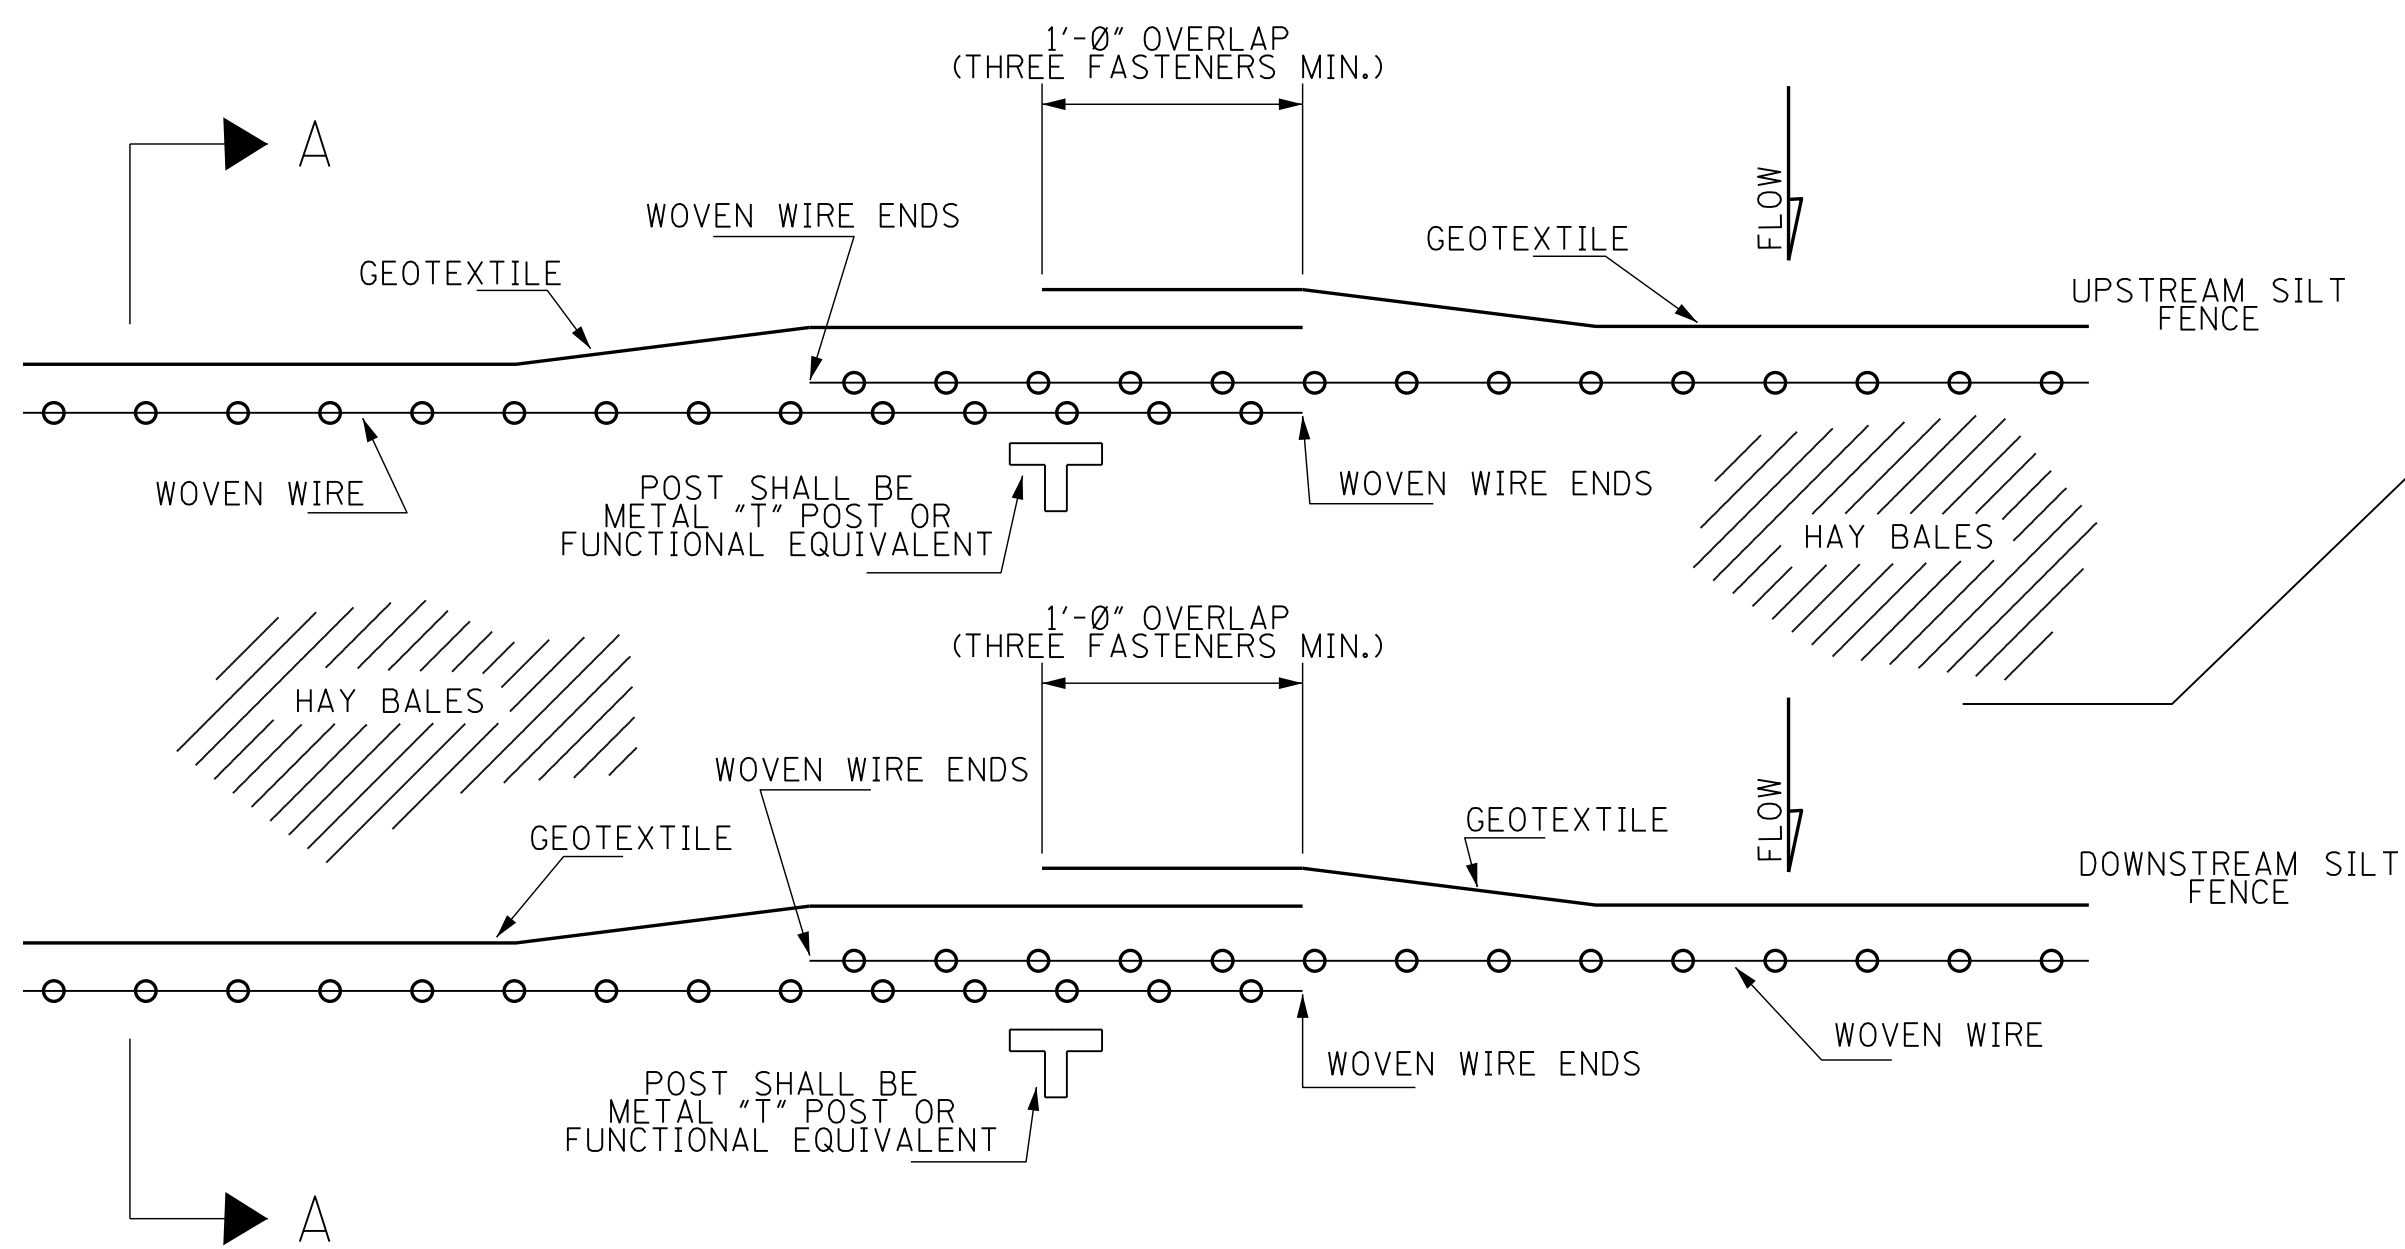 1'-0" OVERLAP
(THREE FASTENERS MIN.)
A
WOVEN WIRE ENDS
GEOTEXTILE
GEOTEXTILE
FLOW
UPSTREAM SILT
FENCE
WOVEN WIRE
POST SHALL BE
METAL "T" POST OR
FUNCTIONAL EQUIVALENT
WOVEN WIRE ENDS
HAY BALES
1'-0" OVERLAP
(THREE FASTENERS MIN.)
HAY BALES
WOVEN WIRE ENDS
GEOTEXTILE
GEOTEXTILE
FLOW
DOWNSTREAM SILT
FENCE
WOVEN WIRE
WOVEN WIRE ENDS
POST SHALL BE
METAL "T" POST OR
FUNCTIONAL EQUIVALENT
A